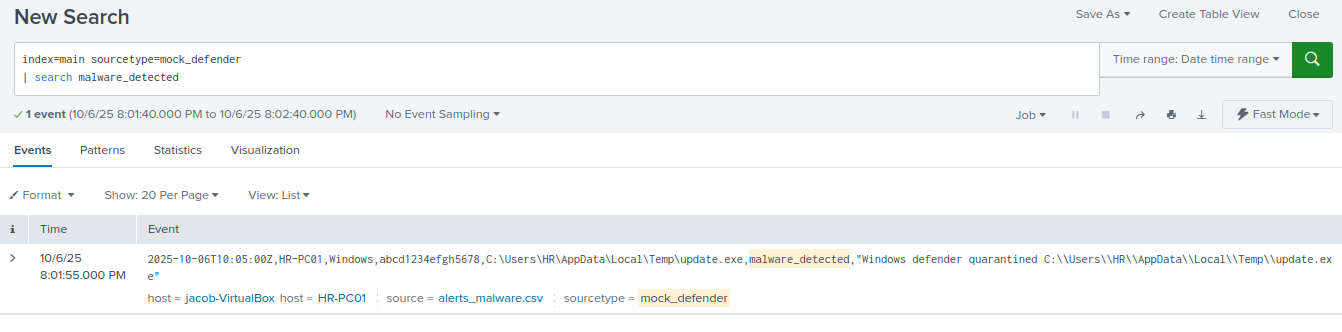 New Search
Save As Create Table View Close
index=main sourcetype=mock_defender
| search malware_detected
Time range: Date time range
1 event (10/6/25 8:01:40.000 PM to 10/6/25 8:02:40.000 PM) No Event Sampling
Job Fast Mode
Events Patterns Statistics Visualization
Format Show: 20 Per Page View: List
i Time Event
10/6/25
8:01:55.000 PM
2025-10-06T10:05:00Z,HR-PC01,Windows,abcd1234efgh5678,C:\Users\HR\AppData\Local\Temp\update.exe,malware_detected,"Windows defender quarantined C:\\Users\\HR\\AppData\\Local\\Temp\\update.ex
e"
host = jacob-VirtualBox host = HR-PC01 source = alerts_malware.csv sourcetype = mock_defender